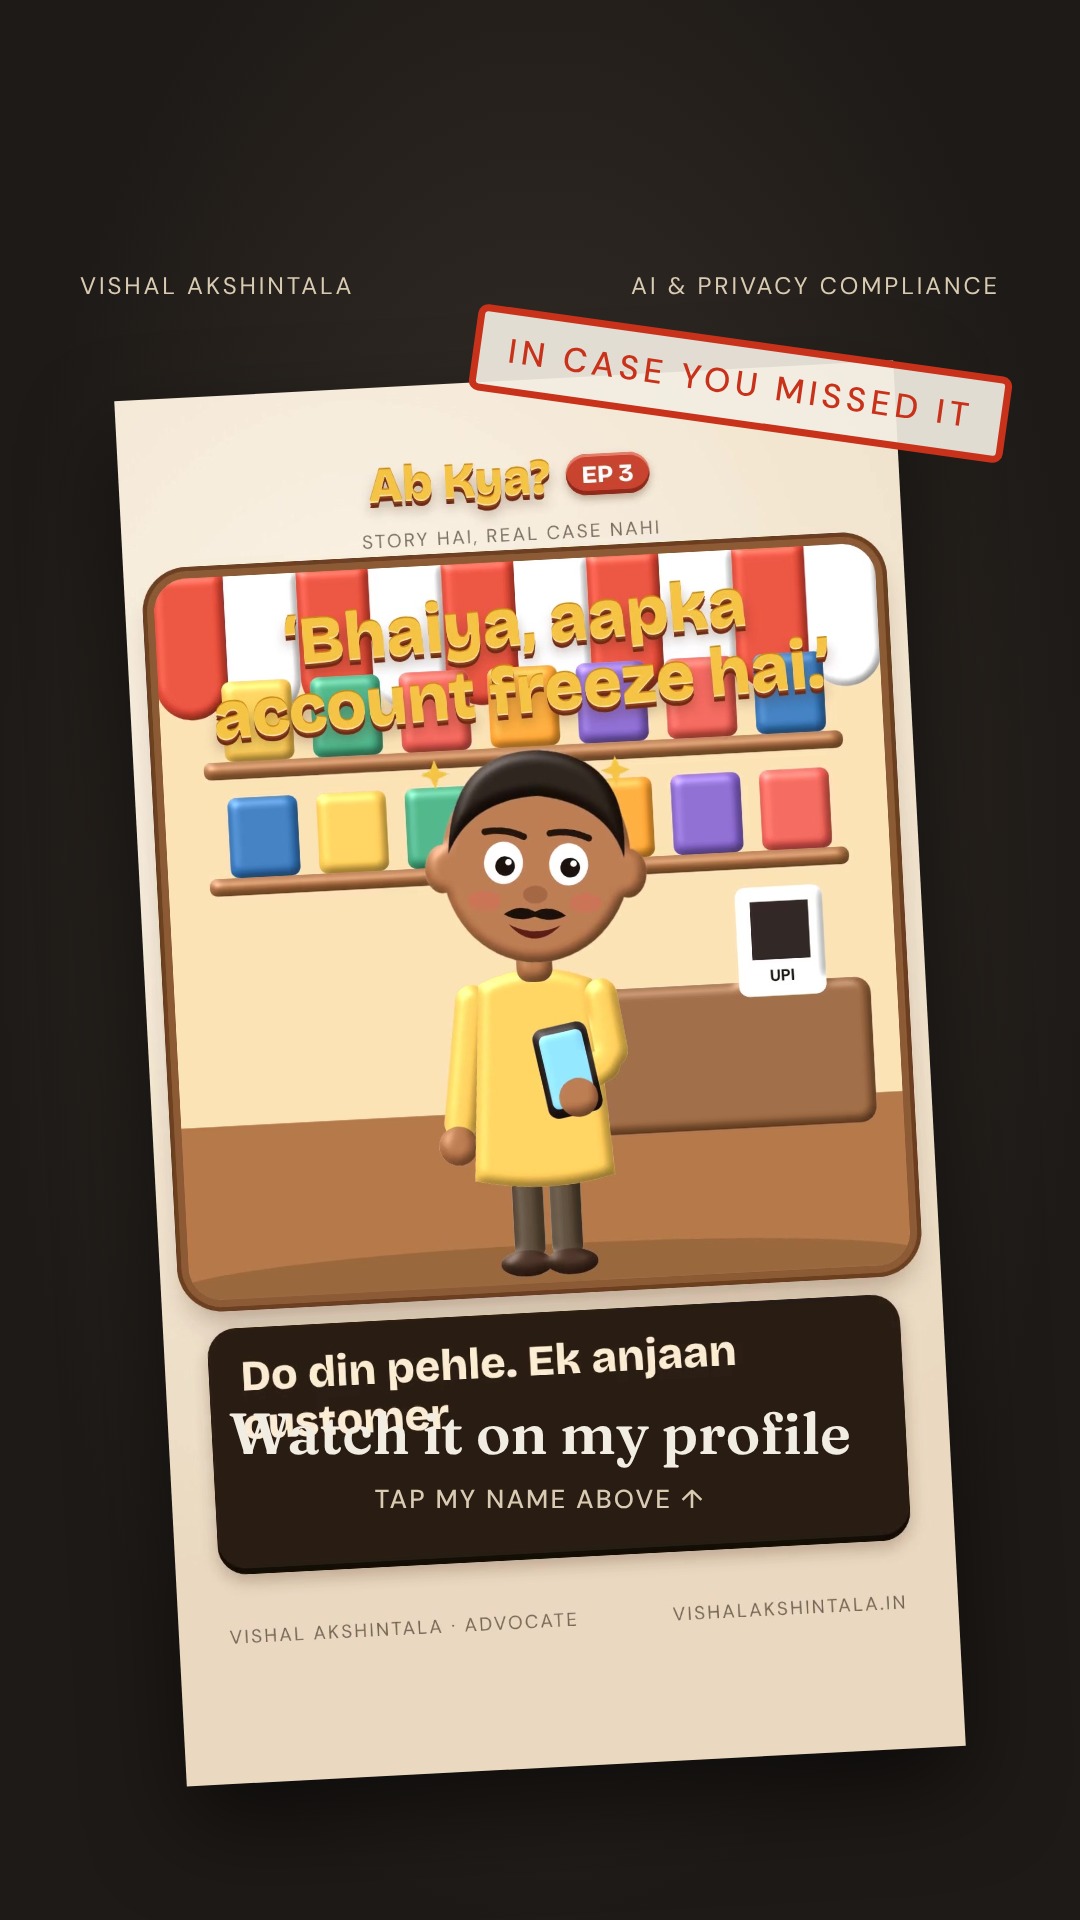 VISHAL AKSHINTALA
AI & PRIVACY COMPLIANCE
IN CASE YOU MISSED IT
Ab Kya? EP 3
STORY HAI, REAL CASE NAHI
‘Bhaiya, aapka
account freeze hai.’
UPI
Do din pehle. Ek anjaan
customer
Watch it on my profile
TAP MY NAME ABOVE ↑
VISHAL AKSHINTALA · ADVOCATE
VISHALAKSHINTALA.IN